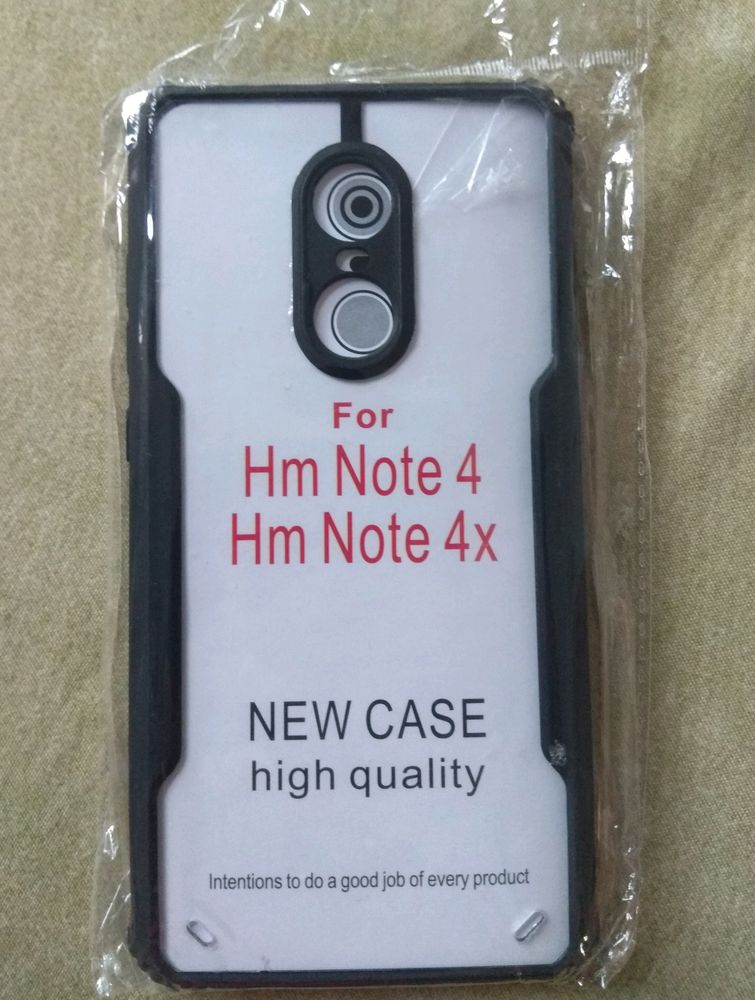 For
Hm Note 4
Hm Note 4x
NEW CASE
high quality
Intentions to do a good job of every product